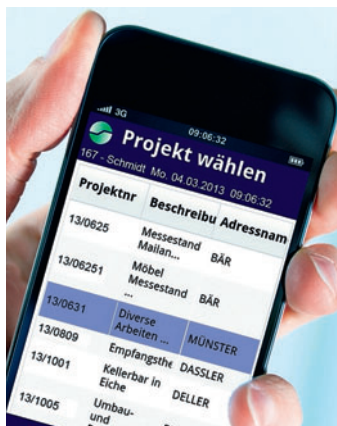 3G 09:06:32
Projekt wählen
167 - Schmidt Mo. 04.03.2013 09:06:32
Projektnr Beschreibu Adressnam
13/0625 Messestand BÄR
Mailan...
13/06251 Möbel BÄR
Messestand
...
13/0631 Diverse MÜNSTER
Arbeiten ...
13/0809 Empfangsthe DASSLER
13/1001 Kellerbar in DELLER
Eiche
13/1005 Umbau-
und